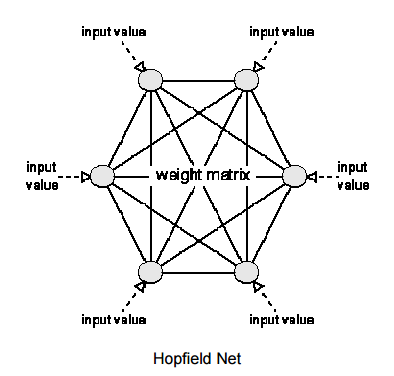 input value
input value
input
value
weight matrix
input
value
input value
input value
Hopfield Net